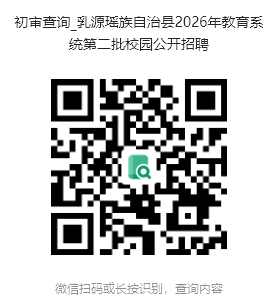 初审查询_乳源瑶族自治县2026年教育系
统第二批校园公开招聘
微信扫码或长按识别，查询内容